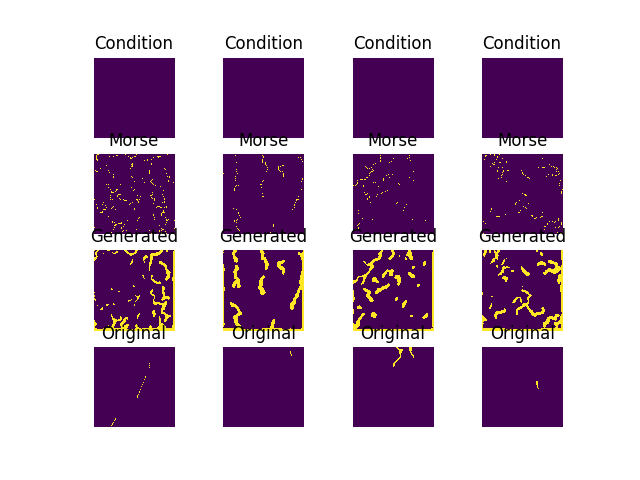 Condition Condition Condition Condition
Morse Morse Morse Morse
Generated Generated Generated Generated
Original Original Original Original